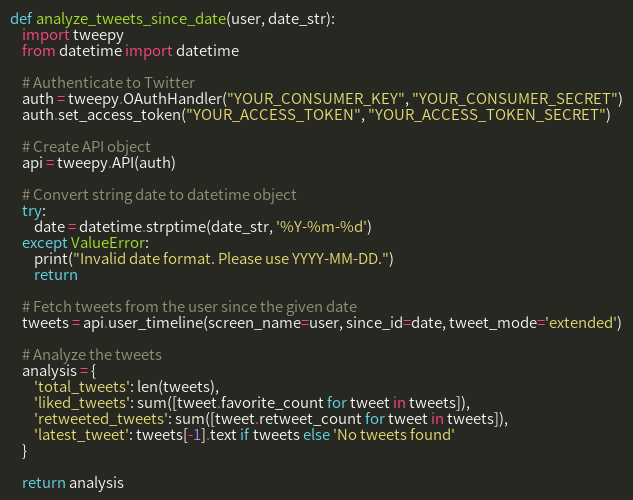 def analyze_tweets_since_date(user, date_str):
import tweepy
from datetime import datetime
# Authenticate to Twitter
auth = tweepy.OAuthHandler("YOUR_CONSUMER_KEY", "YOUR_CONSUMER_SECRET")
auth.set_access_token("YOUR_ACCESS_TOKEN", "YOUR_ACCESS_TOKEN_SECRET")
# Create API object
api = tweepy.API(auth)
# Convert string date to datetime object
try:
date = datetime.strptime(date_str, '%Y-%m-%d')
except ValueError:
print("Invalid date format. Please use YYYY-MM-DD.")
return
# Fetch tweets from the user since the given date
tweets = api.user_timeline(screen_name=user, since_id=date, tweet_mode='extended')
# Analyze the tweets
analysis = {
'total_tweets': len(tweets),
'liked_tweets': sum([tweet.favorite_count for tweet in tweets]),
'retweeted_tweets': sum([tweet.retweet_count for tweet in tweets]),
'latest_tweet': tweets[-1].text if tweets else 'No tweets found'
}
return analysis